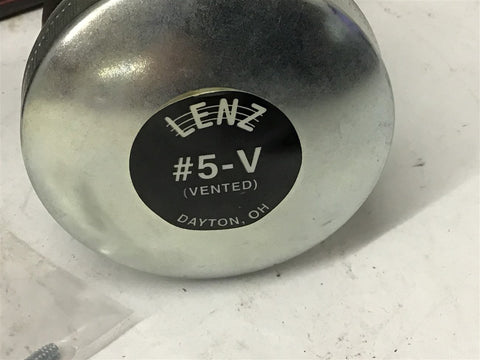 LENZ
#5-V
(VENTED)
DAYTON, OH